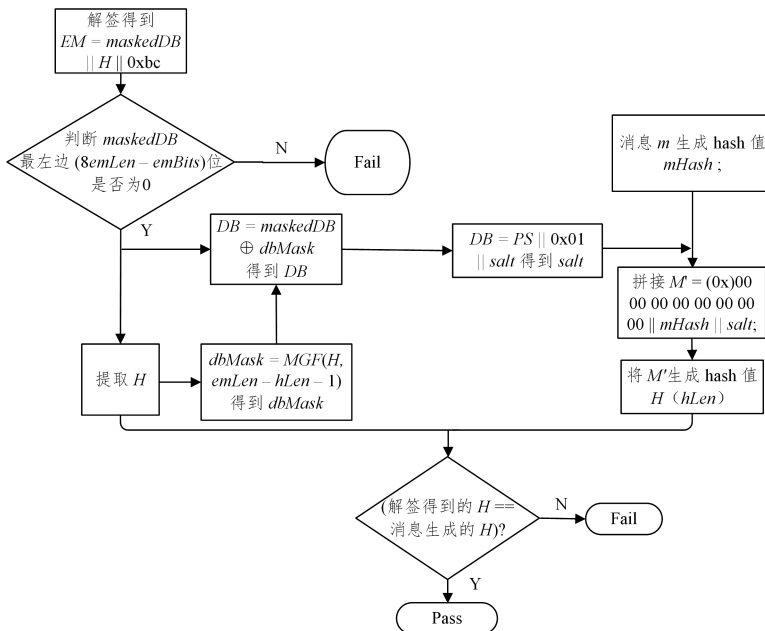 解签得到
EM = maskedDB
|| H || 0xbc
判断 maskedDB
最左边 (8emLen – emBits)位
是否为0
N
Fail
Y
消息 m 生成 hash 值
mHash ;
DB = maskedDB
⊕ dbMask
得到 DB
DB = PS || 0x01
|| salt 得到 salt
拼接 M' = (0x)00
00 00 00 00 00 00
00 || mHash || salt;
提取 H
dbMask = MGF(H,
emLen – hLen – 1)
得到 dbMask
将 M'生成 hash 值
H（hLen）
(解签得到的 H ==
消息生成的 H)?
N
Fail
Y
Pass